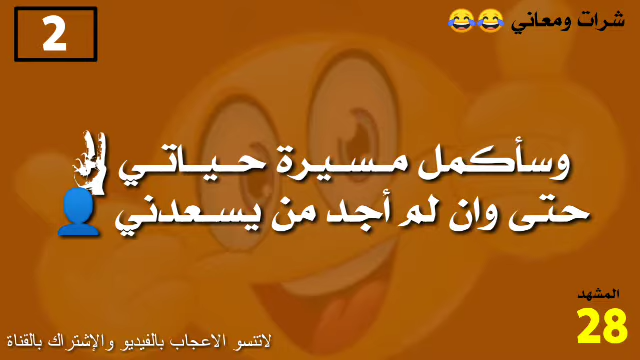 شرات ومعاني 😂😂
2
وسأكمل مسيرة حياتي ✌
حتى وان لم أجد من يسعدني 👤
المشهد
28
لاتنسو الاعجاب بالفيديو والإشتراك بالقناة